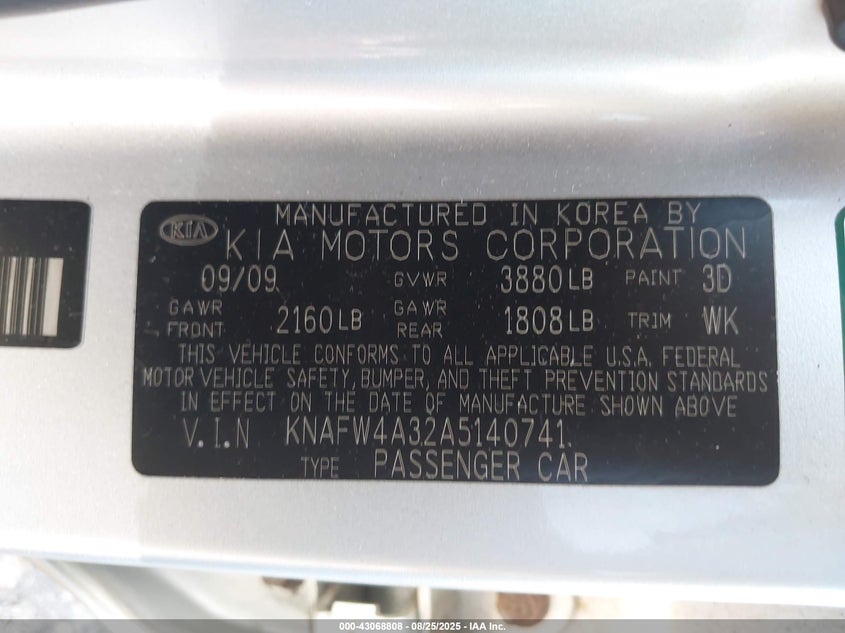 MANUFACTURED IN KOREA BY
KIA KIA MOTORS CORPORATION
09/09 GVWR 3880LB PAINT 3D
GAWR FRONT 2160LB GAWR REAR 1808LB TRIM WK
THIS VEHICLE CONFORMS TO ALL APPLICABLE U.S.A. FEDERAL
MOTOR VEHICLE SAFETY, BUMPER, AND THEFT PREVENTION STANDARDS
IN EFFECT ON THE DATE OF MANUFACTURE SHOWN ABOVE
V.I.N KNAFW4A32A5140741
TYPE PASSENGER CAR
000-43068808 - 08/25/2025 - IAA Inc.